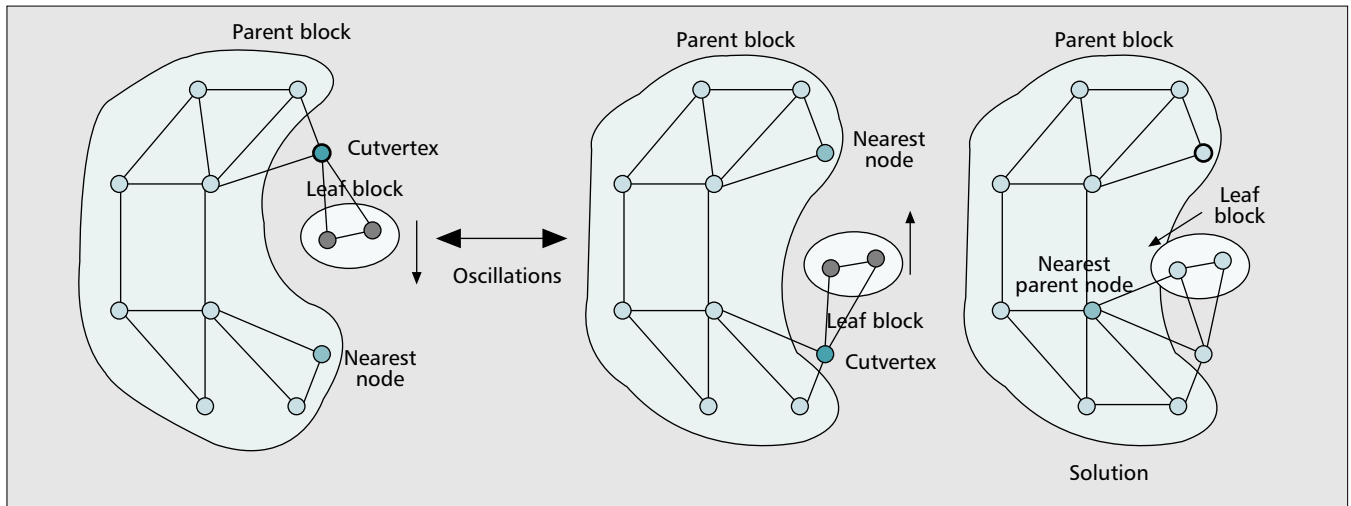 Parent block
Cutvertex
Leaf block
Nearest
node
Oscillations
Parent block
Nearest
node
Leaf block
Cutvertex
Parent block
Leaf
block
Nearest
parent node
Solution